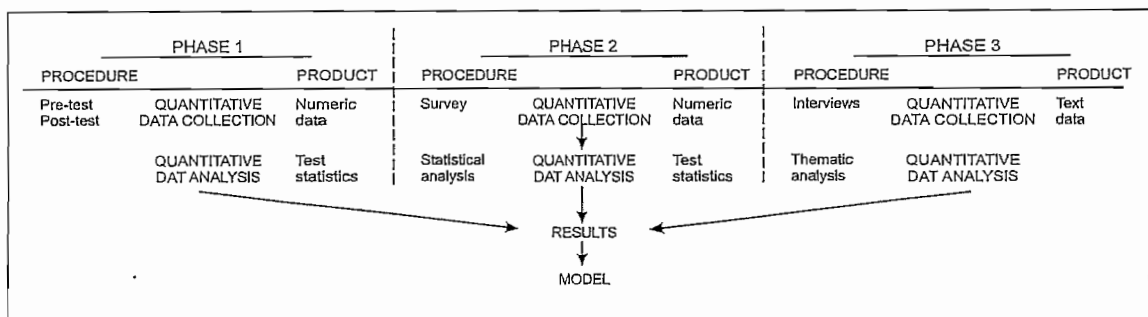 PHASE 1
PHASE 2
PHASE 3
PROCEDURE PRODUCT PROCEDURE PRODUCT PROCEDURE PRODUCT
Pre-test QUANTITATIVE Numeric Survey QUANTITATIVE Numeric Interviews QUANTITATIVE Text
Post-test DATA COLLECTION data DATA COLLECTION data DATA COLLECTION data
QUANTITATIVE Test Statistical QUANTITATIVE Test Thematic QUANTITATIVE
DAT ANALYSIS statistics analysis DAT ANALYSIS statistics analysis DAT ANALYSIS
RESULTS
MODEL